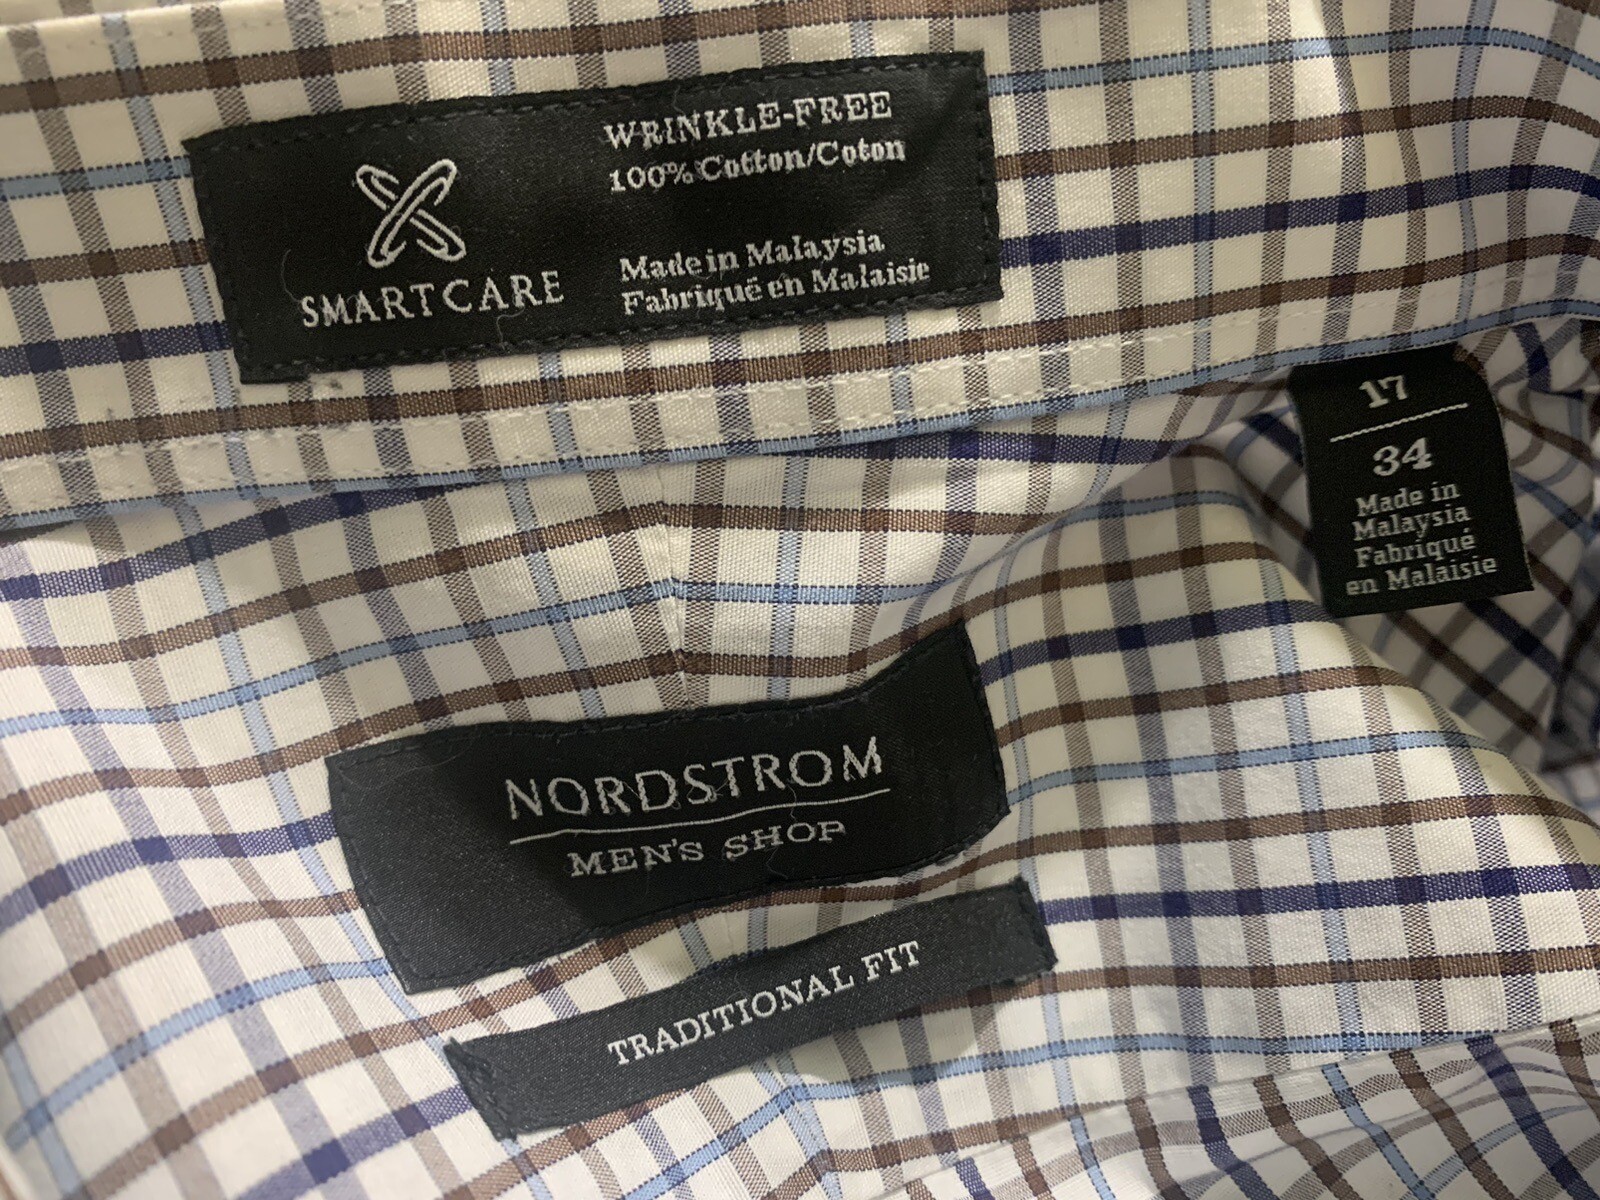 WRINKLE-FREE
100% Cotton/Coton
SMARTCARE
Made in Malaysia
Fabriqué en Malaisie
17
34
Made in
Malaysia
Fabriqué
en Malaisie
NORDSTROM
MEN'S SHOP
TRADITIONAL FIT